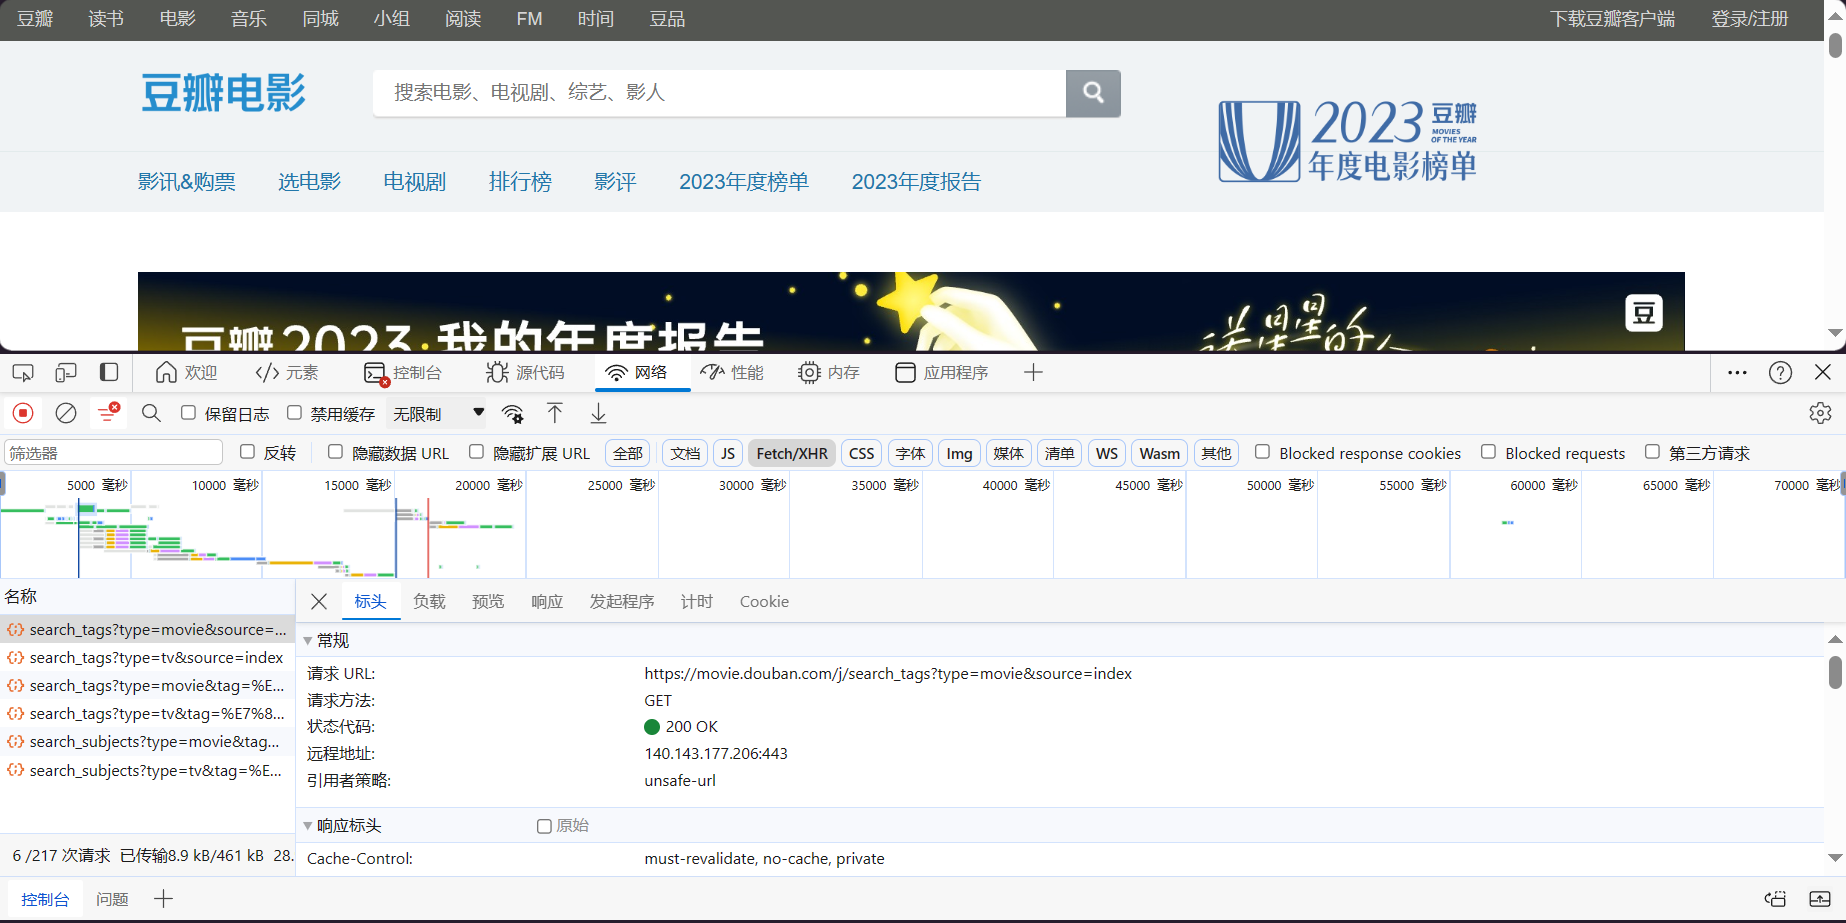 豆瓣 读书 电影 音乐 同城 小组 阅读 FM 时间 豆品 下载豆瓣客户端 登录/注册
豆瓣电影
搜索电影、电视剧、综艺、影人
2023 豆瓣
MOVIES
OF THE YEAR
年度电影榜单
影讯&购票 选电影 电视剧 排行榜 影评 2023年度榜单 2023年度报告
豆
豆瓣2023·我的年度报告
欢迎 元素 控制台 源代码 网络 性能 内存 应用程序
保留日志 禁用缓存 无限制
筛选器 反转 隐藏数据 URL 隐藏扩展 URL 全部 文档 JS Fetch/XHR CSS 字体 Img 媒体 清单 WS Wasm 其他 Blocked response cookies Blocked requests 第三方请求
5000 毫秒 10000 毫秒 15000 毫秒 20000 毫秒 25000 毫秒 30000 毫秒 35000 毫秒 40000 毫秒 45000 毫秒 50000 毫秒 55000 毫秒 60000 毫秒 65000 毫秒 70000 毫秒
名称
search_tags?type=movie&source=...
search_tags?type=tv&source=index
search_tags?type=movie&tag=%E...
search_tags?type=tv&tag=%E7%8...
search_subjects?type=movie&tag...
search_subjects?type=tv&tag=%E...
标头 负载 预览 响应 发起程序 计时 Cookie
常规
请求 URL: https://movie.douban.com/j/search_tags?type=movie&source=index
请求方法: GET
状态代码: 200 OK
远程地址: 140.143.177.206:443
引用者策略: unsafe-url
响应标头 原始
Cache-Control: must-revalidate, no-cache, private
6 /217 次请求 已传输8.9 kB/461 kB 28.
控制台 问题